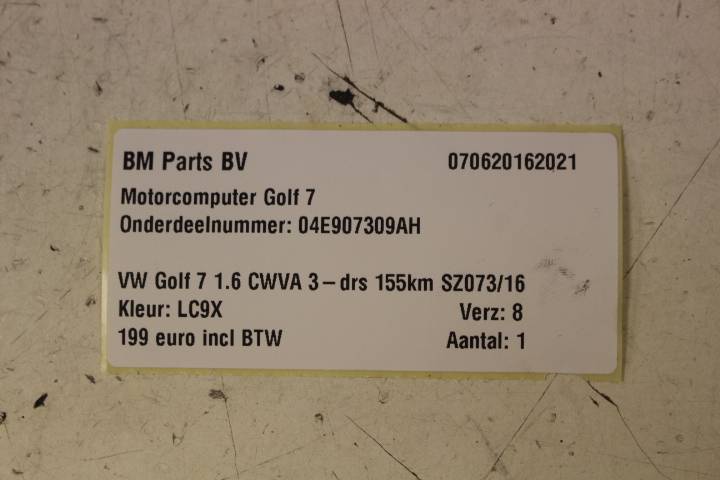 BM Parts BV 070620162021
Motorcomputer Golf 7
Onderdeelnummer: 04E907309AH
VW Golf 7 1.6 CWVA 3-drs 155km SZ073/16
Kleur: LC9X Verz: 8
199 euro incl BTW Aantal: 1